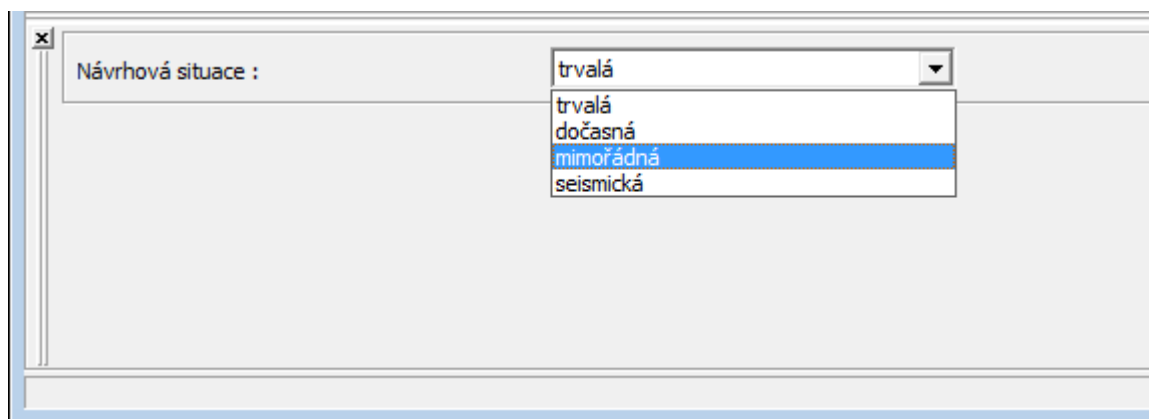 Návrhová situace : trvalá
trvalá
dočasná
mimořádná
seismická